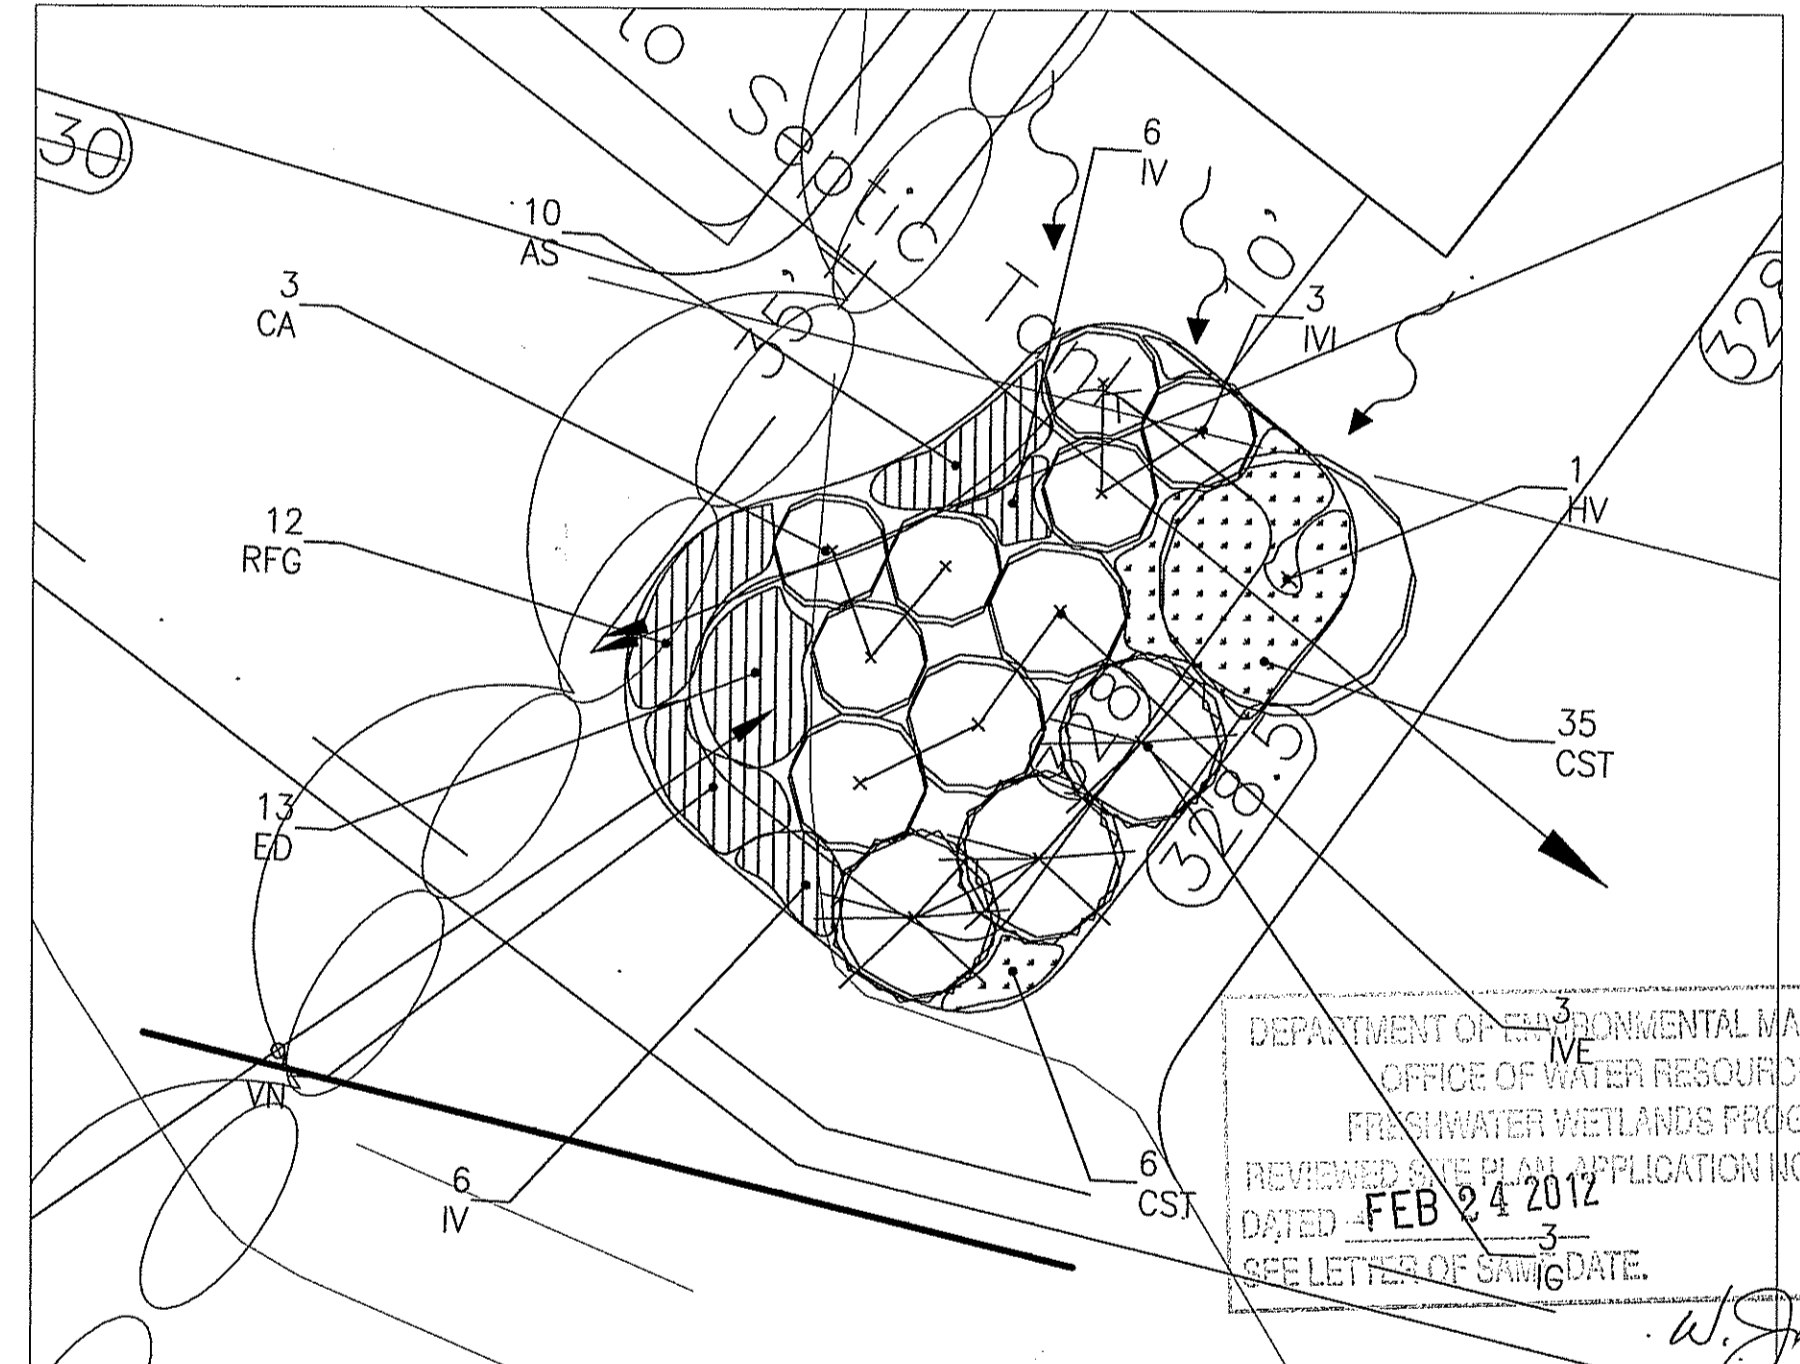 to Septic
30
6
IV
10
AS
10'
3
CA
3
IVI
25'
Tank
1
HV
12
RFG
35
CST
328
328.5
13
ED
3
IVE
VN
6
IV
6
CST
DEPARTMENT OF ENVIRONMENTAL MA
OFFICE OF WATER RESOURC
FRESHWATER WETLANDS PROG
REVIEWED SITE PLAN, APPLICATION NO
DATED FEB 24 2012
SEE LETTER OF SAME DATE.
3
IG